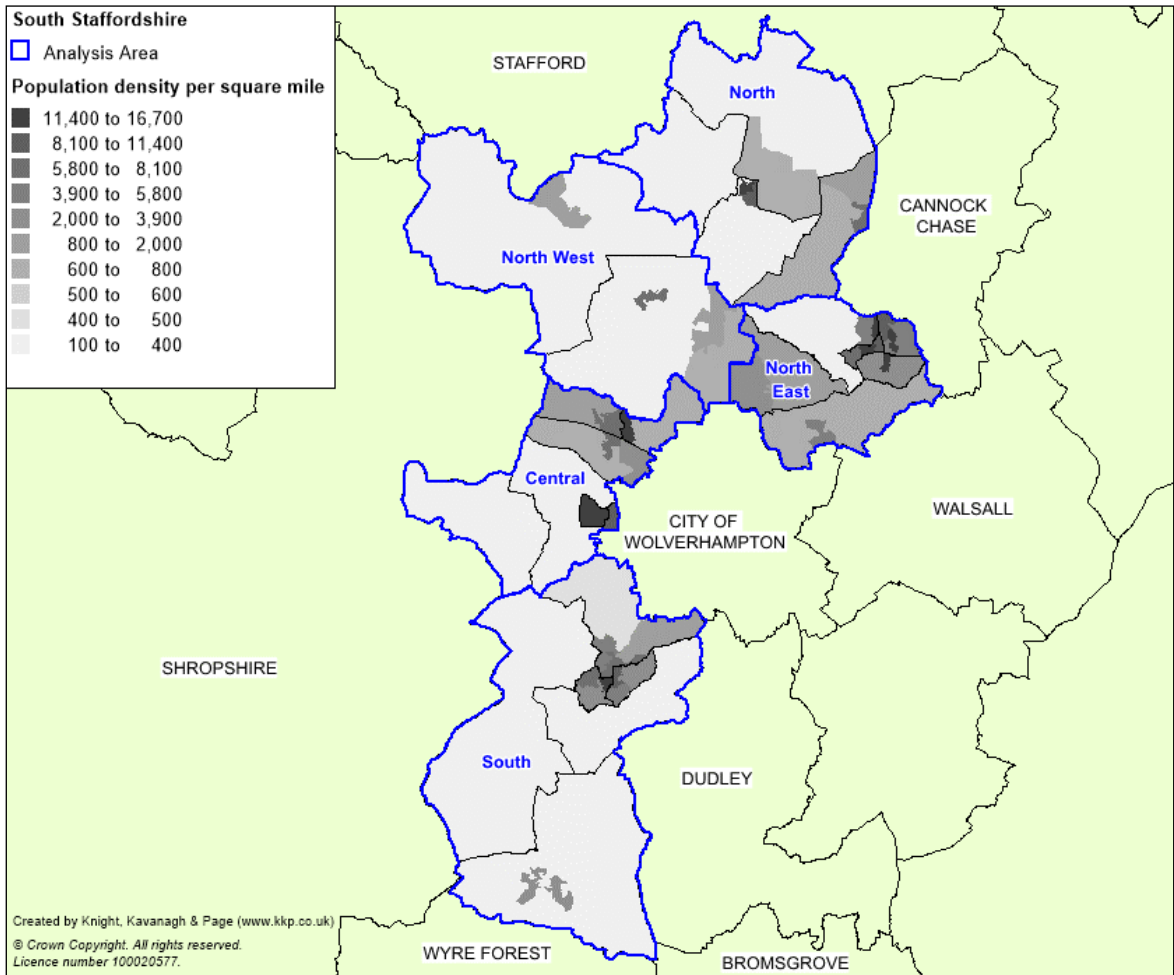 South Staffordshire
Analysis Area
Population density per square mile
11,400 to 16,700
8,100 to 11,400
5,800 to 8,100
3,900 to 5,800
2,000 to 3,900
800 to 2,000
600 to 800
500 to 600
400 to 500
100 to 400
STAFFORD
North
CANNOCK
CHASE
North West
North
East
Central
CITY OF
WOLVERHAMPTON
WALSALL
SHROPSHIRE
South
DUDLEY
Created by Knight, Kavanagh & Page (www.kkp.co.uk)
© Crown Copyright. All rights reserved.
Licence number 100020577.
WYRE FOREST
BROMSGROVE